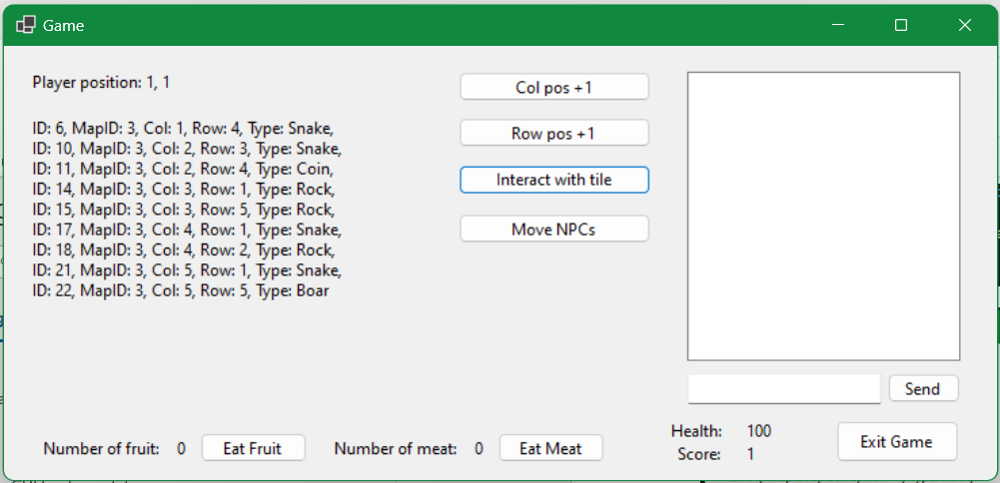 Game
Player position: 1, 1
ID: 6, MapID: 3, Col: 1, Row: 4, Type: Snake,
ID: 10, MapID: 3, Col: 2, Row: 3, Type: Snake,
ID: 11, MapID: 3, Col: 2, Row: 4, Type: Coin,
ID: 14, MapID: 3, Col: 3, Row: 1, Type: Rock,
ID: 15, MapID: 3, Col: 3, Row: 5, Type: Rock,
ID: 17, MapID: 3, Col: 4, Row: 1, Type: Snake,
ID: 18, MapID: 3, Col: 4, Row: 2, Type: Rock,
ID: 21, MapID: 3, Col: 5, Row: 1, Type: Snake,
ID: 22, MapID: 3, Col: 5, Row: 5, Type: Boar
Col pos +1
Row pos +1
Interact with tile
Move NPCs
Send
Number of fruit: 0 Eat Fruit
Number of meat: 0 Eat Meat
Health: 100
Score: 1
Exit Game